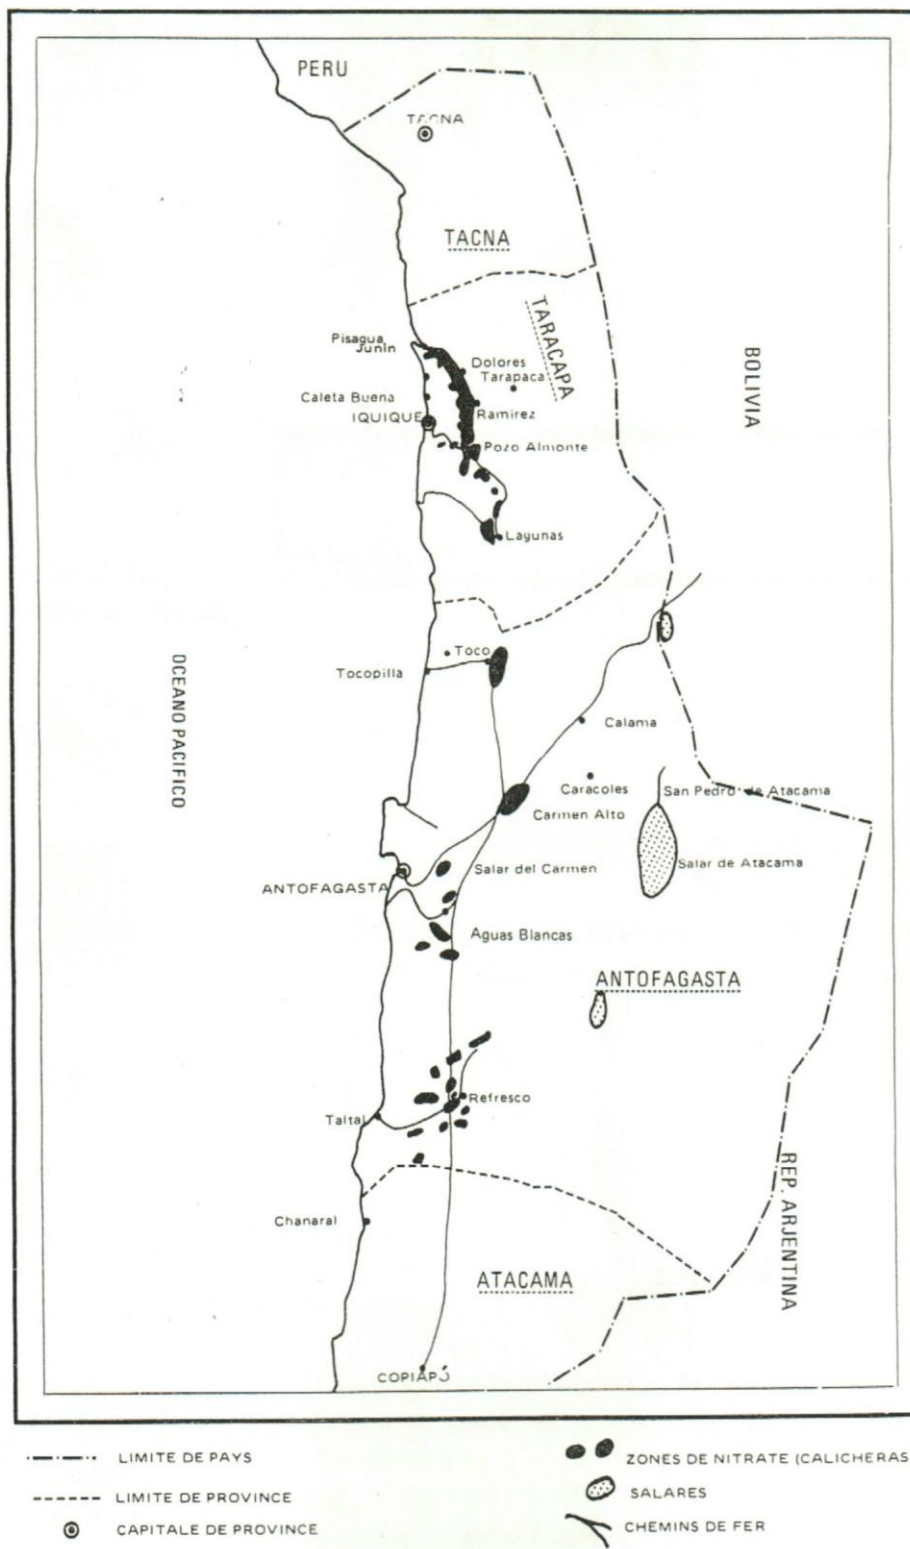 PERU
TACNA
TACNA
TARACAPA
BOLIVIA
Pisagua
Junin
Dolores
Tarapaca
Caleta Buena
IQUIQUE
Ramirez
Pozo Almonte
Lagunas
OCEANO PACIFICO
Toco
Tocopilla
Calama
Caracoles
San Pedro de Atacama
Carmen Alto
Salar del Carmen
Salar de Atacama
ANTOFAGASTA
Aguas Blancas
ANTOFAGASTA
Refresco
Taltal
REP. ARJENTINA
Chanaral
ATACAMA
COPIAPÓ
LIMITE DE PAYS
LIMITE DE PROVINCE
CAPITALE DE PROVINCE
ZONES DE NITRATE (CALICHERAS
SALARES
CHEMINS DE FER